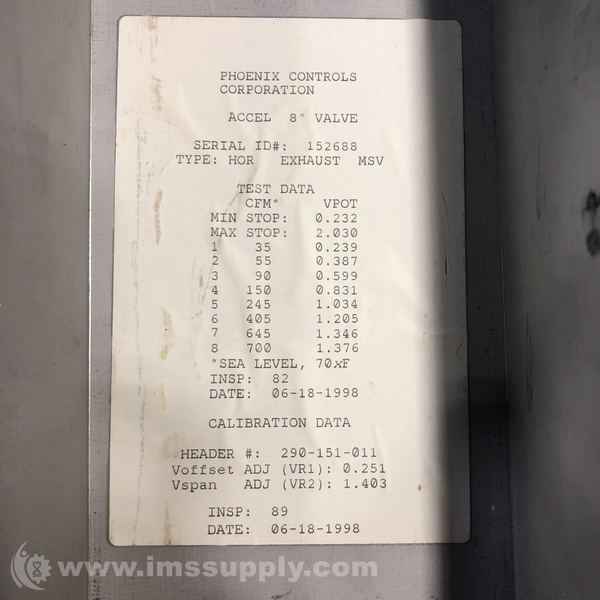 PHOENIX CONTROLS
CORPORATION
ACCEL 8" VALVE
SERIAL ID#: 152688
TYPE: HOR EXHAUST MSV
TEST DATA
CFM* VPOT
MIN STOP: 0.232
MAX STOP: 2.030
1 35 0.239
2 55 0.387
3 90 0.599
4 150 0.831
5 245 1.034
6 405 1.205
7 645 1.346
8 700 1.376
*SEA LEVEL, 70xF
INSP: 82
DATE: 06-18-1998
CALIBRATION DATA
HEADER #: 290-151-011
Voffset ADJ (VR1): 0.251
Vspan ADJ (VR2): 1.403
INSP: 89
DATE: 06-18-1998
www.imssupply.com